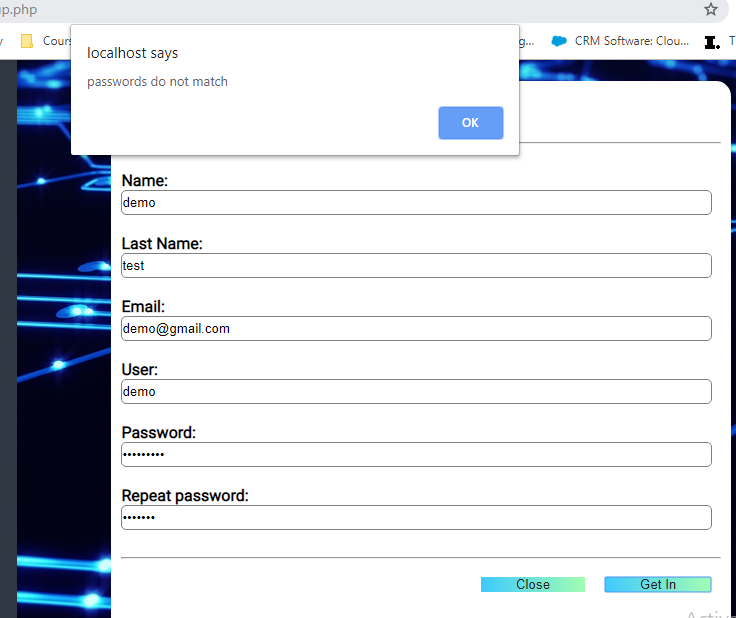 p.php
Cours
g...
CRM Software: Clou...
I.
T
localhost says
passwords do not match
OK
Name:
demo
Last Name:
test
Email:
demo@gmail.com
User:
demo
Password:
•••••••••
Repeat password:
•••••••
Close
Get In